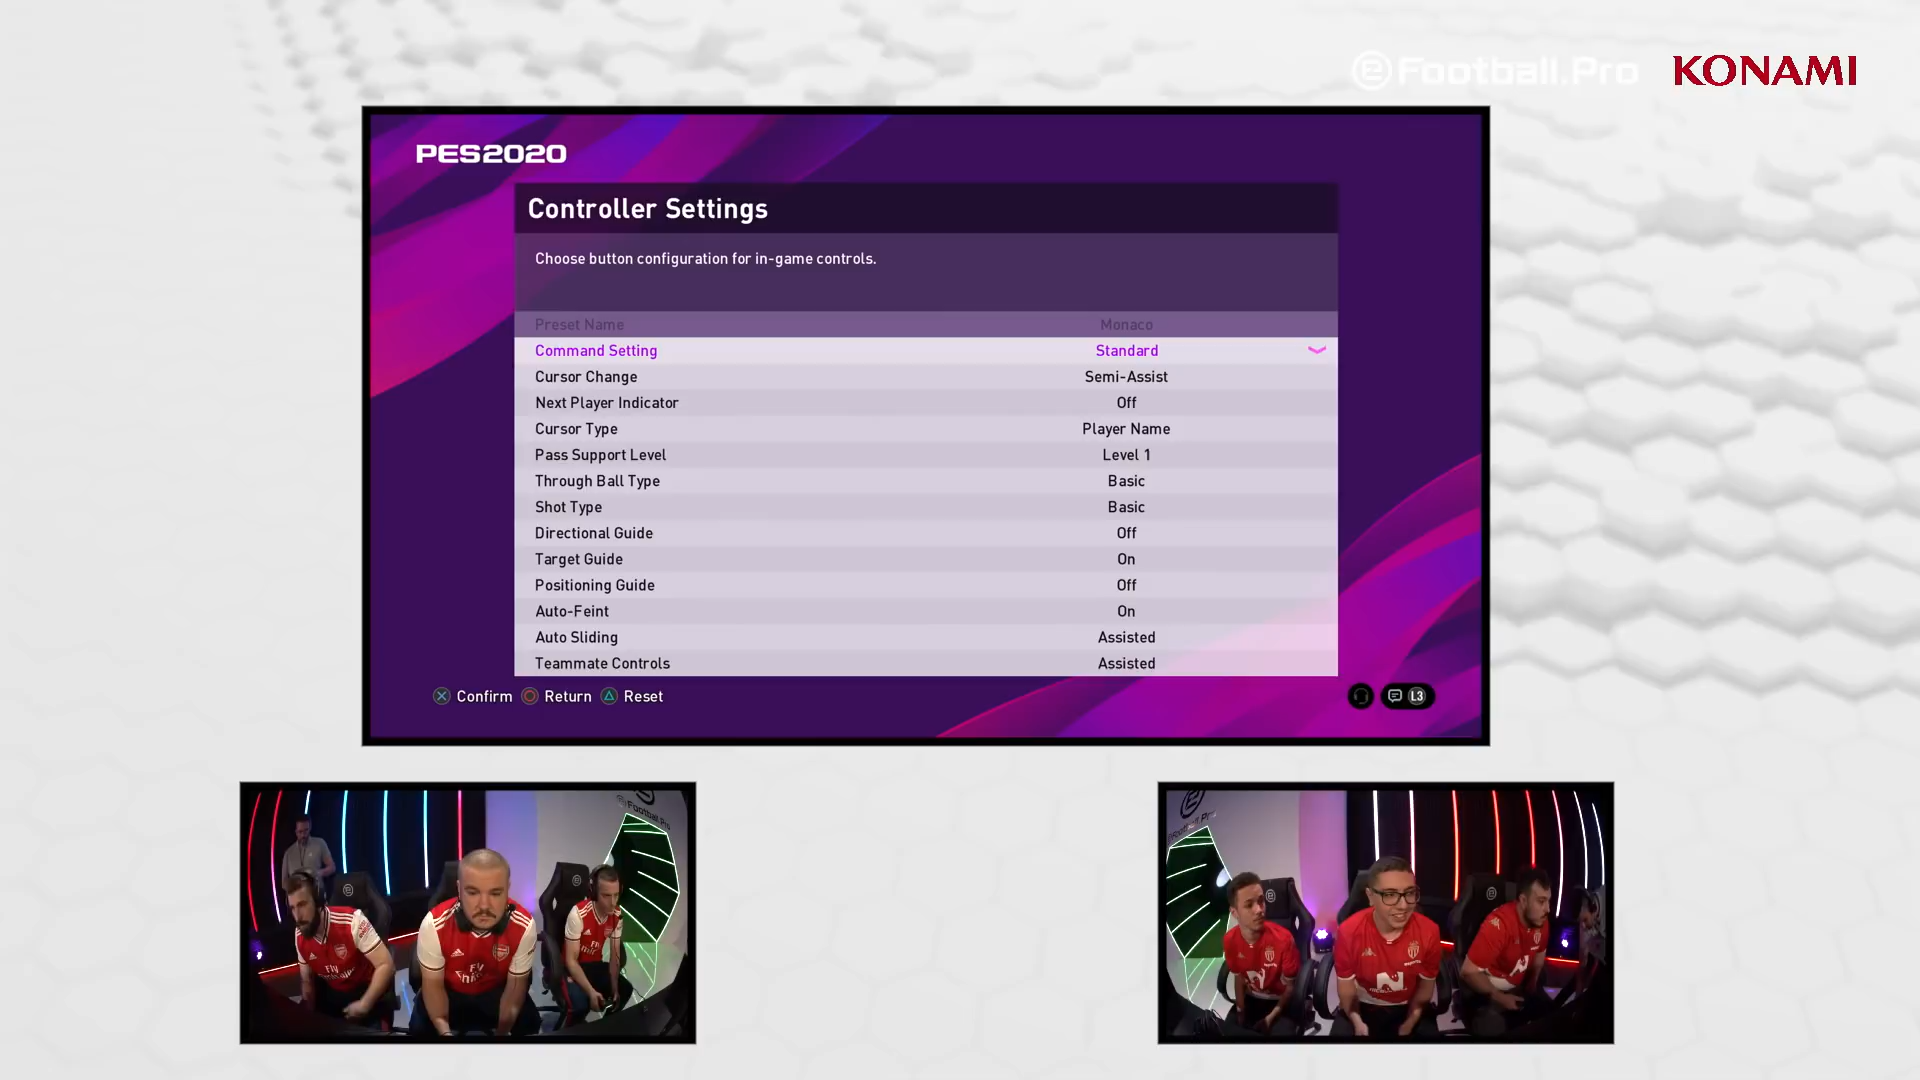 eFootball.Pro KONAMI
PES2020
Controller Settings
Choose button configuration for in-game controls.
Preset Name Monaco
Command Setting Standard
Cursor Change Semi-Assist
Next Player Indicator Off
Cursor Type Player Name
Pass Support Level Level 1
Through Ball Type Basic
Shot Type Basic
Directional Guide Off
Target Guide On
Positioning Guide Off
Auto-Feint On
Auto Sliding Assisted
Teammate Controls Assisted
Confirm Return Reset
L3
Football.Pro
Fly